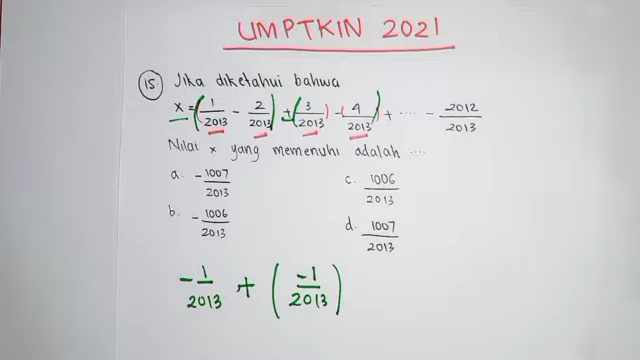 UMPTKIN 2021
15. Jika diketahui bahwa
x = (1/2013 - 2/2013) + (3/2013) - (4/2013) + ···· - 2012/2013
Nilai x yang memenuhi adalah ····
a. -1007/2013
c. 1006/2013
b. -1006/2013
d. 1007/2013
-1/2013 + (-1/2013)